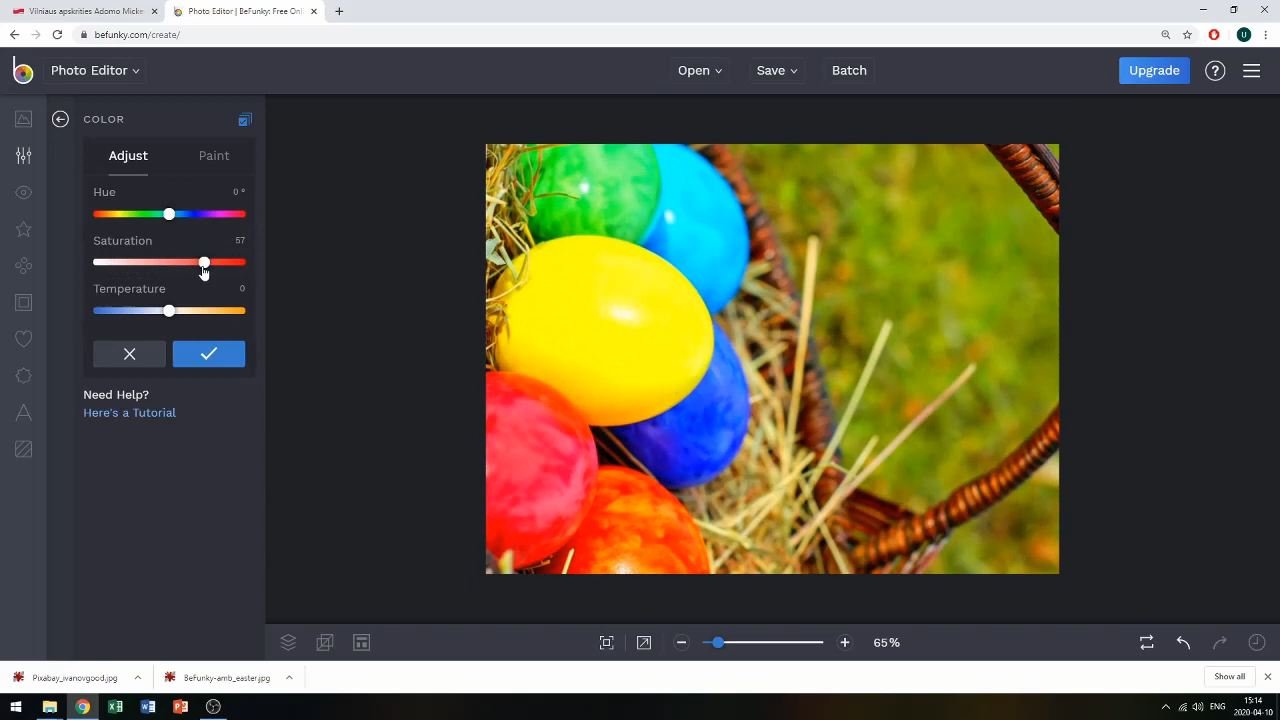 Vilniaus apskrities Adomo Micke
Photo Editor | BeFunky: Free Onl
befunky.com/create/
U
b
Photo Editor
Open
Save
Batch
Upgrade
?
COLOR
Adjust
Paint
Hue
0 °
Saturation
57
Temperature
0
Need Help?
Here's a Tutorial
65%
Pixabay_ivanovgood.jpg
BeFunky-amb_easter.jpg
Show all
ENG
15:14
2020-04-10